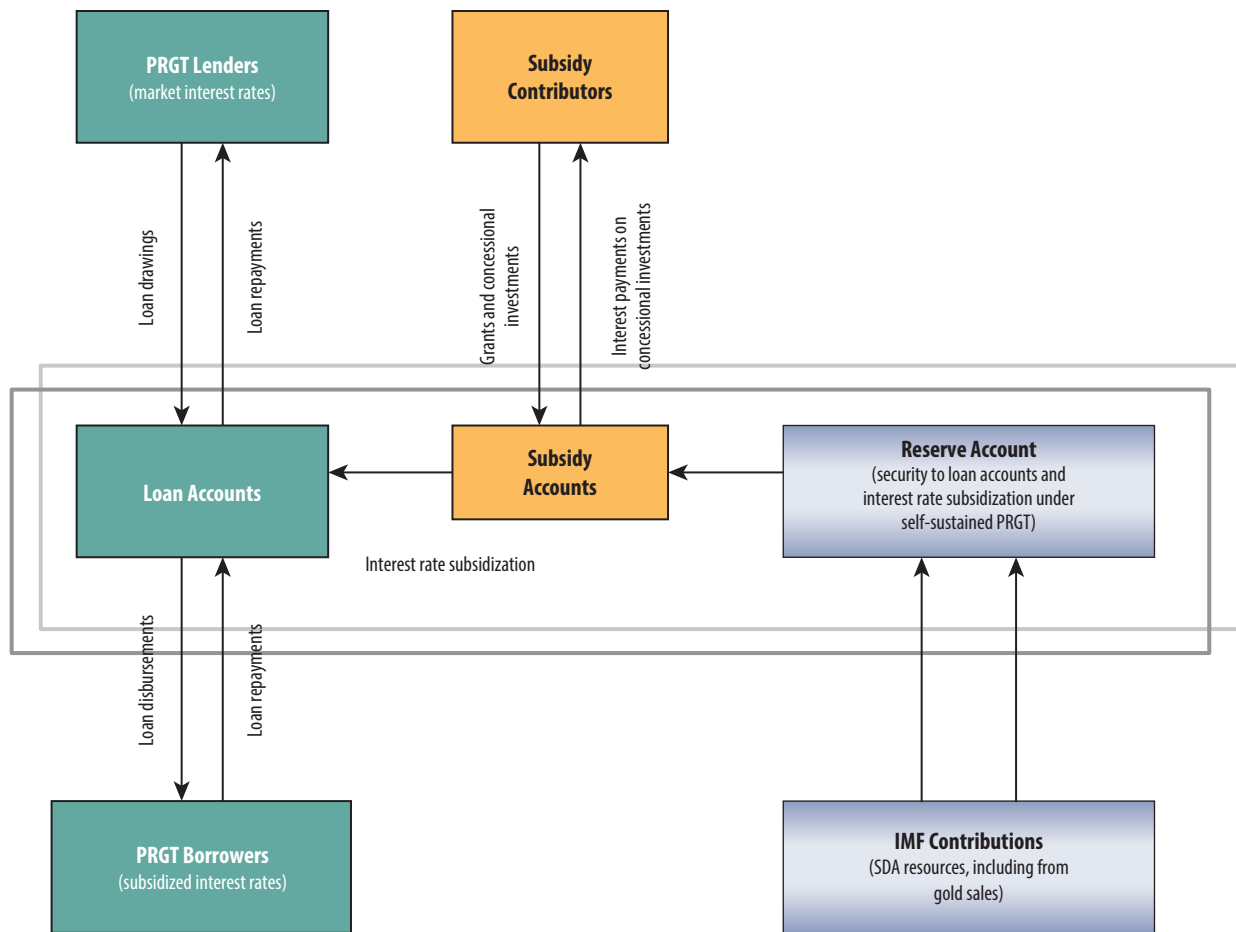 PRGT Lenders
(market interest rates)
Subsidy
Contributors
Loan drawings
Loan repayments
Grants and concessional
investments
Interest payments on
concessional investments
Loan Accounts
Subsidy
Accounts
Reserve Account
(security to loan accounts and
interest rate subsidization under
self-sustained PRGT)
Interest rate subsidization
Loan disbursements
Loan repayments
PRGT Borrowers
(subsidized interest rates)
IMF Contributions
(SDA resources, including from
gold sales)